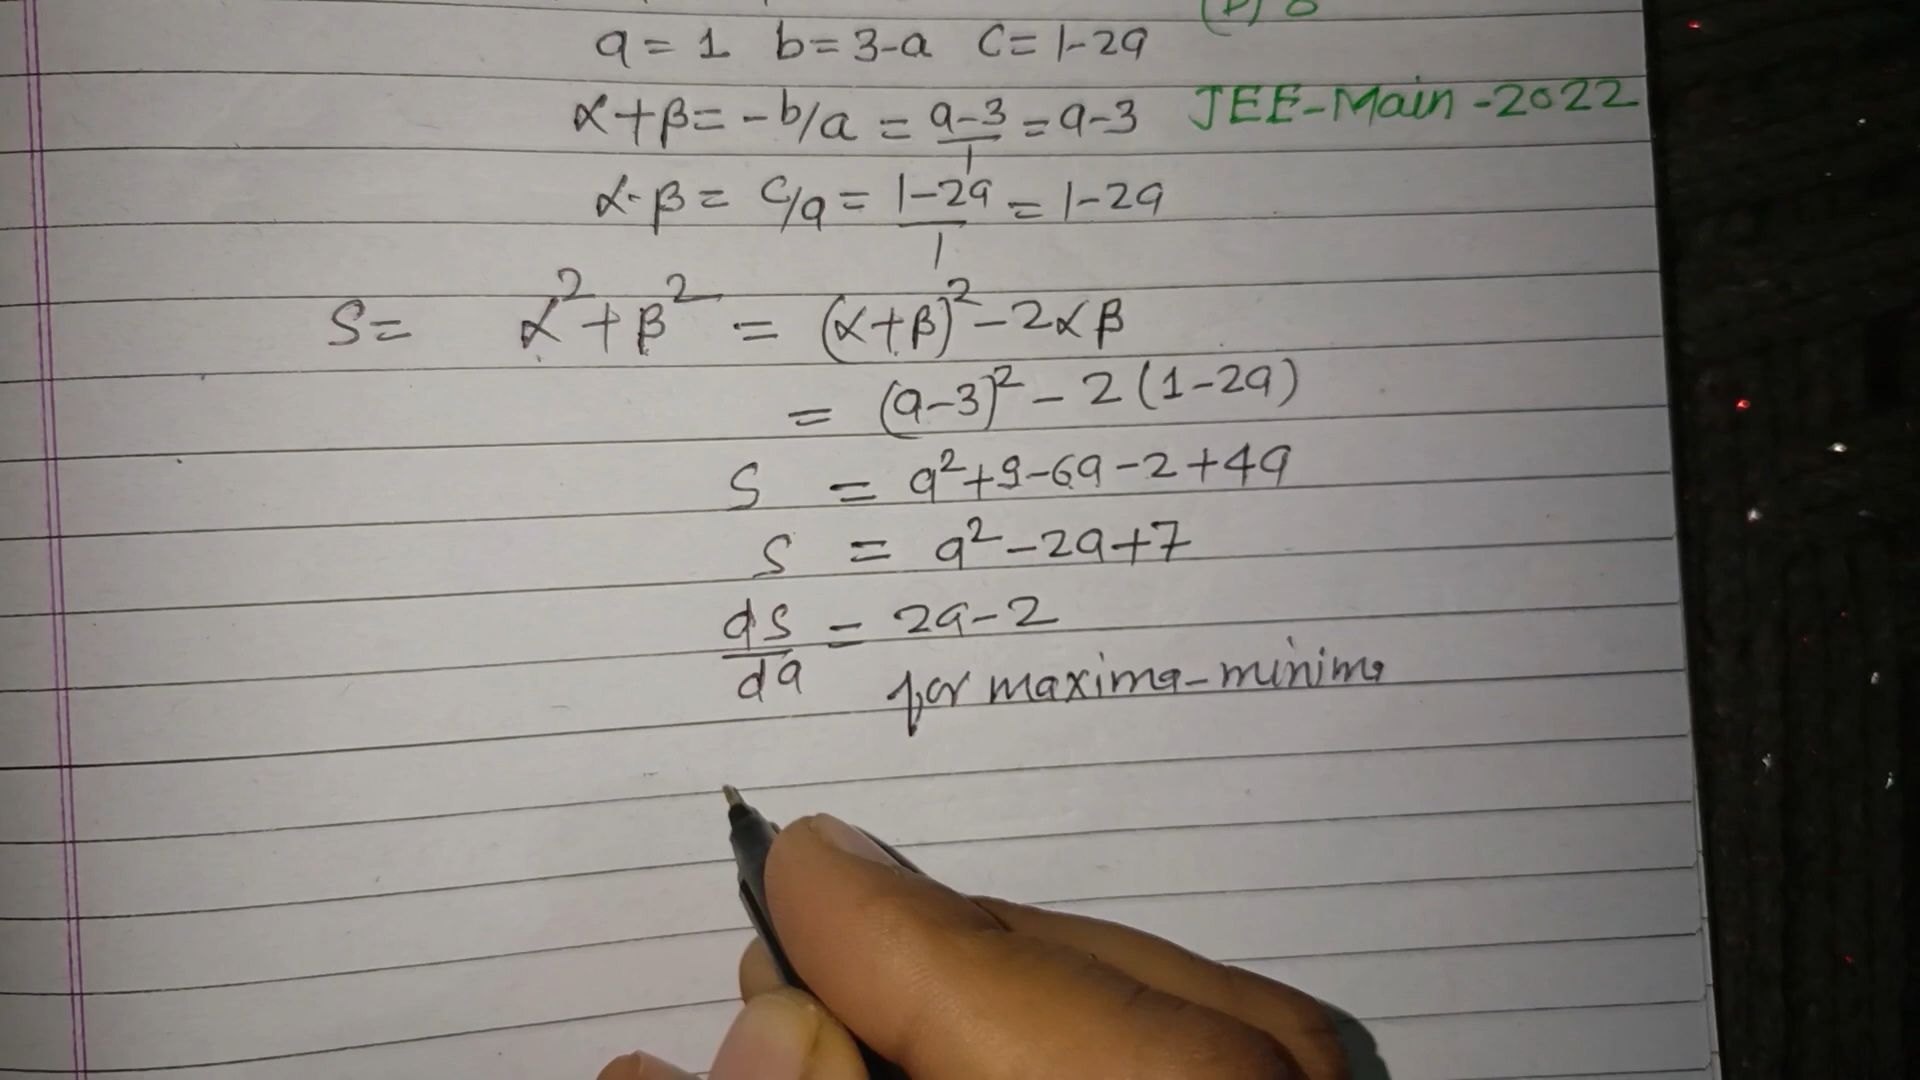 a = 1 b = 3-a c = 1-2a
α+β = -b/a = a-3/1 = a-3 JEE-Main-2022
α·β = c/a = 1-2a/1 = 1-2a
S = α²+β² = (α+β)²-2αβ
= (a-3)² - 2(1-2a)
S = a²+9-6a-2+4a
S = a²-2a+7
dS/da = 2a-2
for maxima-minima